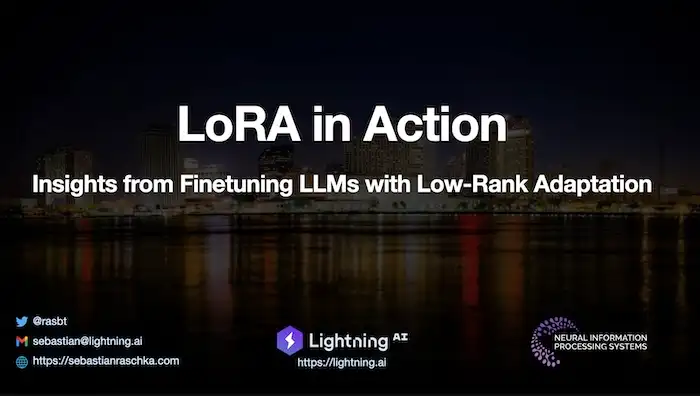 LoRA in Action
Insights from Finetuning LLMs with Low-Rank Adaptation
@rasbt
sebastian@lightning.ai
https://sebastianraschka.com
Lightning AI
https://lightning.ai
NEURAL INFORMATION
PROCESSING SYSTEMS